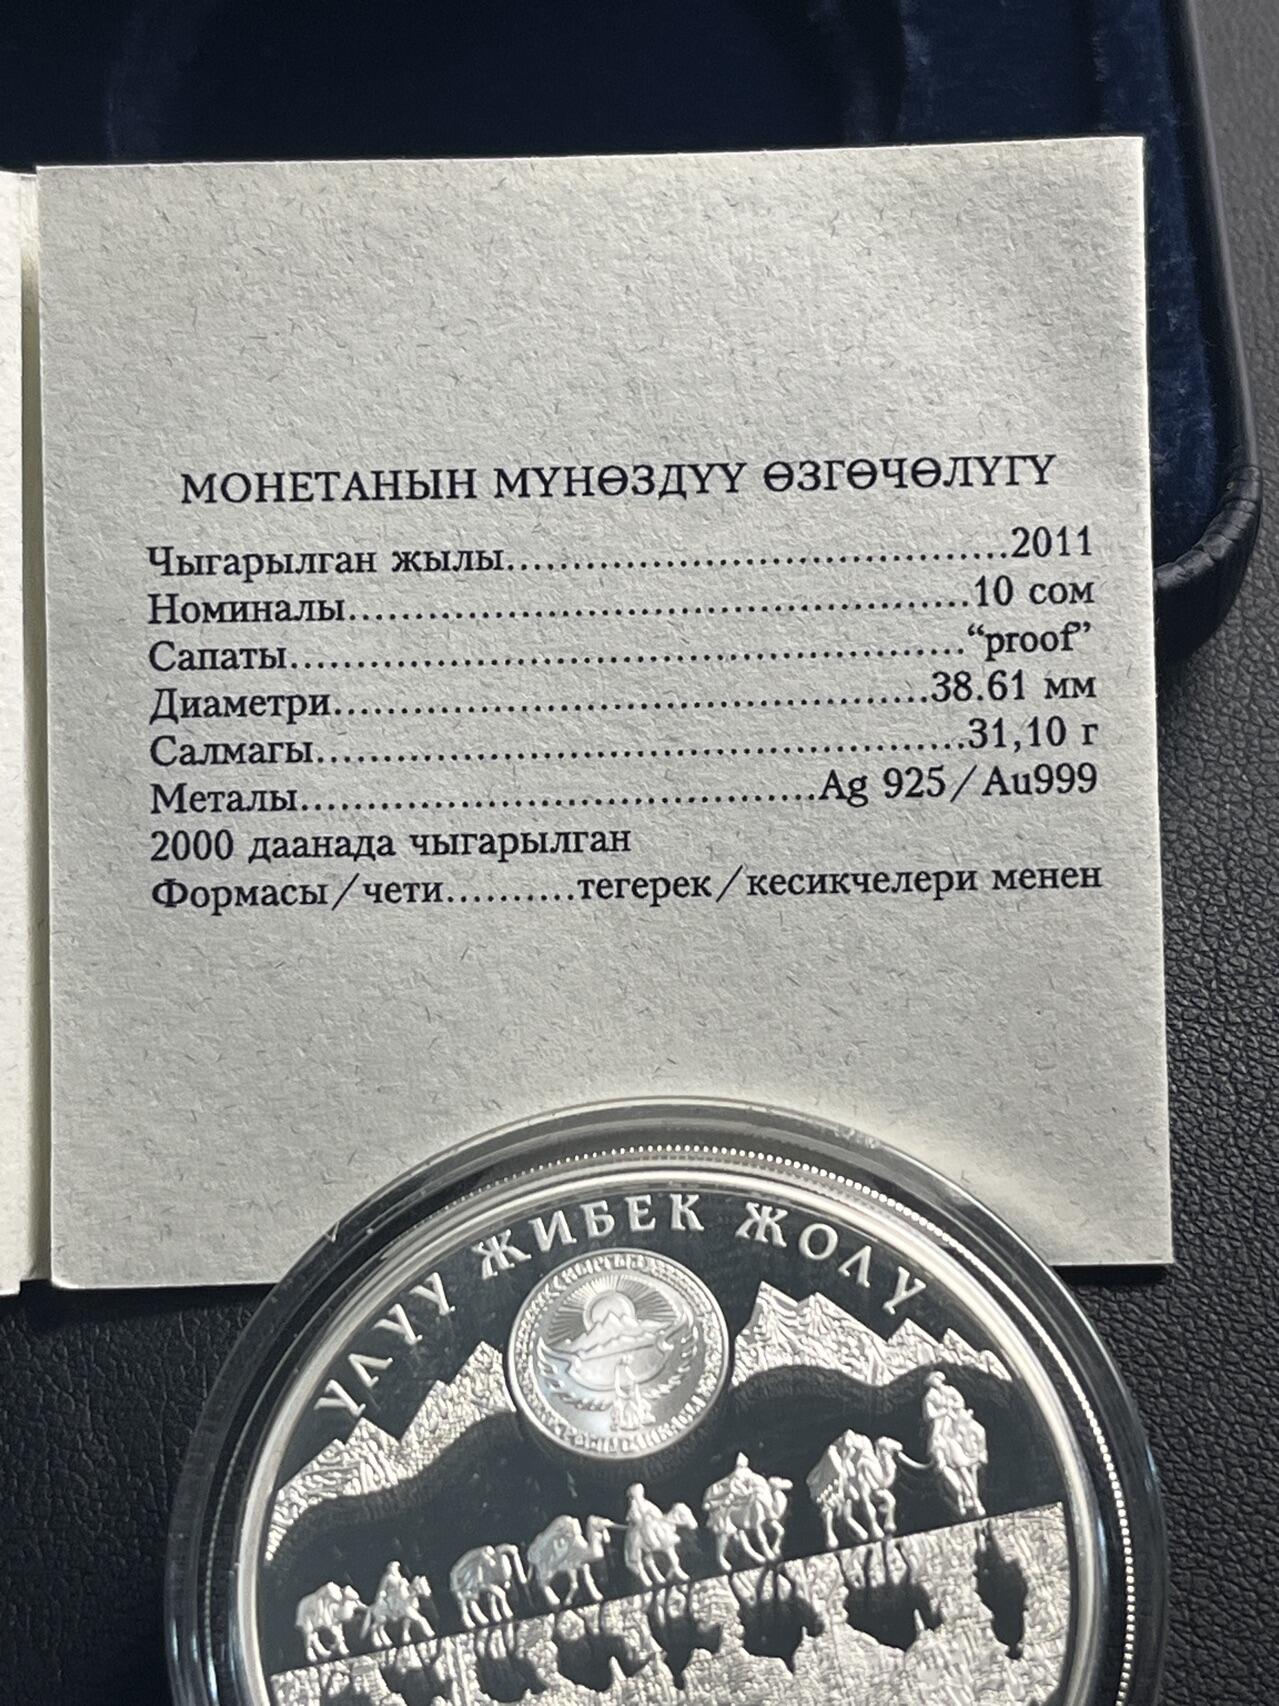 МОНЕТАНЫН МҮНӨЗДҮҮ ӨЗГӨЧӨЛҮГҮ
Чыгарылган жылы......................................2011
Номиналы...............................................10 сом
Сапаты...................................................“proof”
Диаметри.............................................38.61 мм
Салмагы.................................................31,10 г
Металы.......................................Ag 925/Au999
2000 даанада чыгарылган
Формасы/чети..........тегерек/кесикчелери менен
УЛУУ ЖИБЕК ЖОЛУ
КЫРГЫЗ